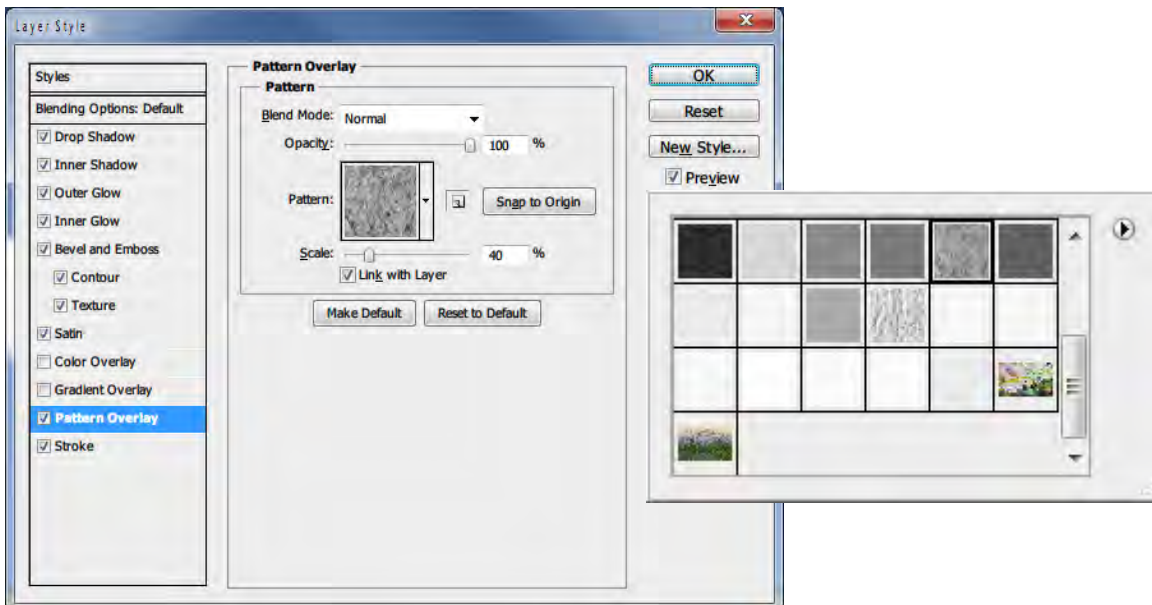 Layer Style
Styles
Blending Options: Default
Drop Shadow
Inner Shadow
Outer Glow
Inner Glow
Bevel and Emboss
Contour
Texture
Satin
Color Overlay
Gradient Overlay
Pattern Overlay
Stroke
Pattern Overlay
Pattern
Blend Mode: Normal
Opacity: 100 %
Pattern: Snap to Origin
Scale: 40 %
Link with Layer
Make Default Reset to Default
OK
Reset
New Style...
Preview